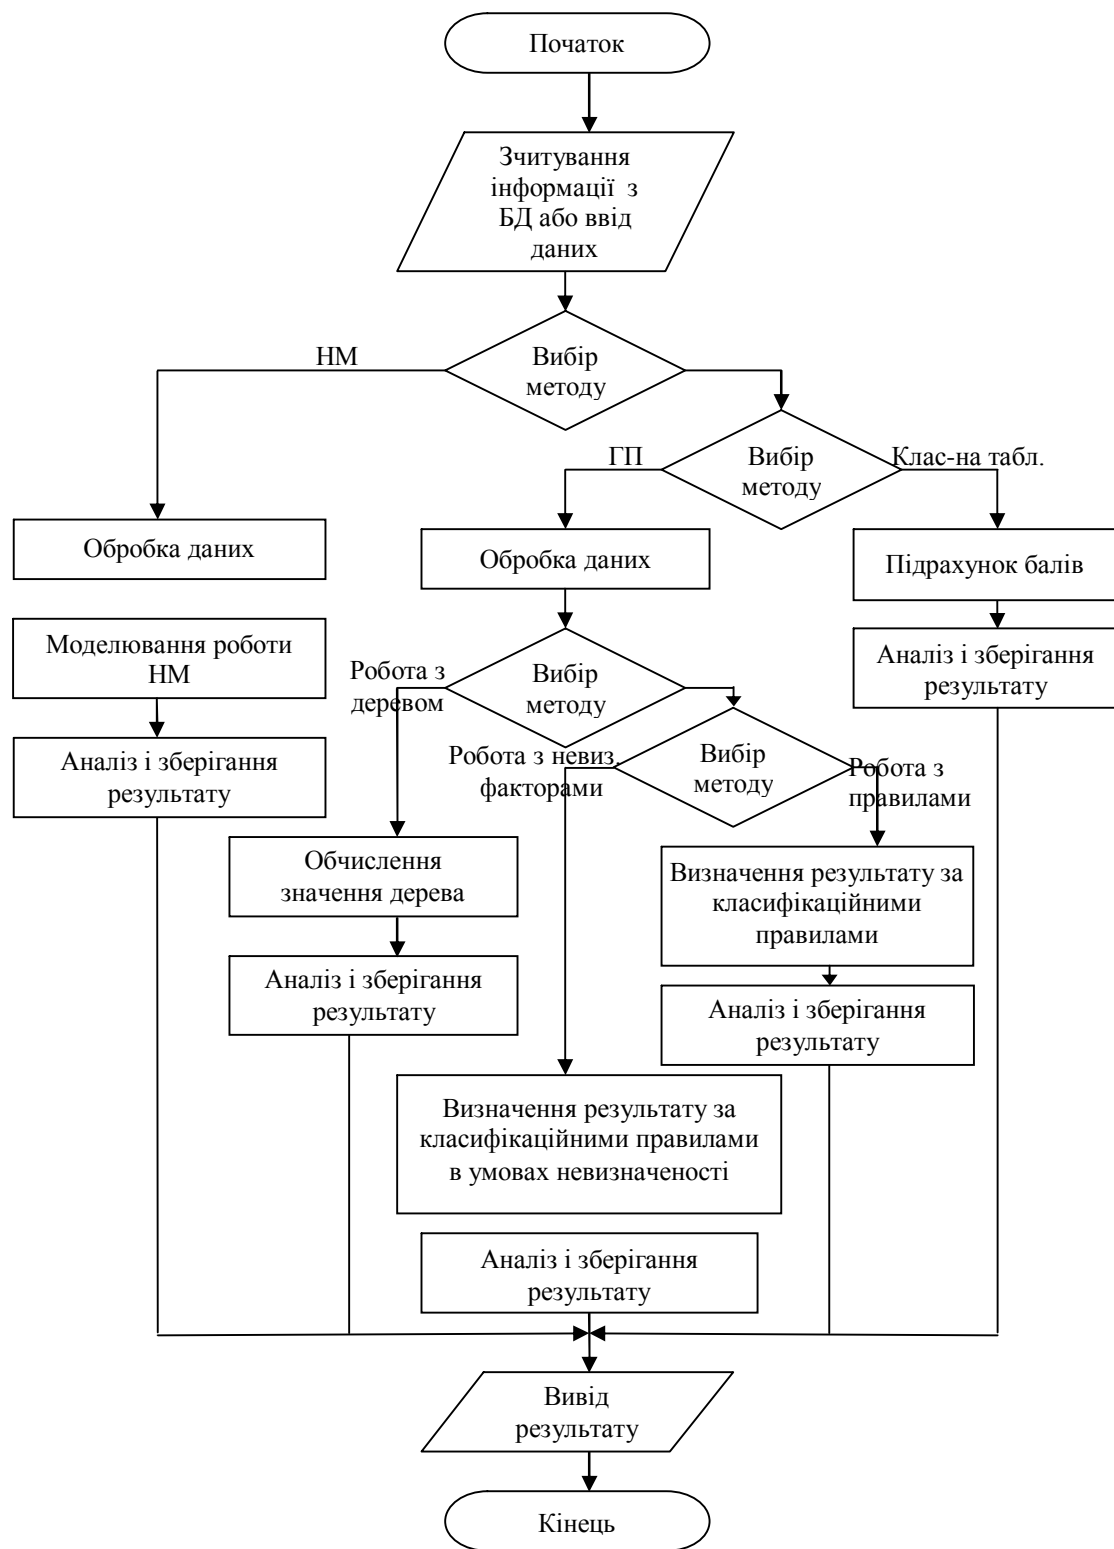 Початок
Зчитування
інформації з
БД або ввід
даних
НМ
Вибір
методу
ГП
Вибір
методу
Клас-на табл.
Обробка даних
Обробка даних
Підрахунок балів
Моделювання роботи
НМ
Робота з
деревом
Вибір
методу
Аналіз і зберігання
результату
Аналіз і зберігання
результату
Робота з невиз.
факторами
Вибір
методу
Робота з
правилами
Обчислення
значення дерева
Визначення результату за
класифікаційними
правилами
Аналіз і зберігання
результату
Аналіз і зберігання
результату
Визначення результату за
класифікаційними правилами
в умовах невизначеності
Аналіз і зберігання
результату
Вивід
результату
Кінець